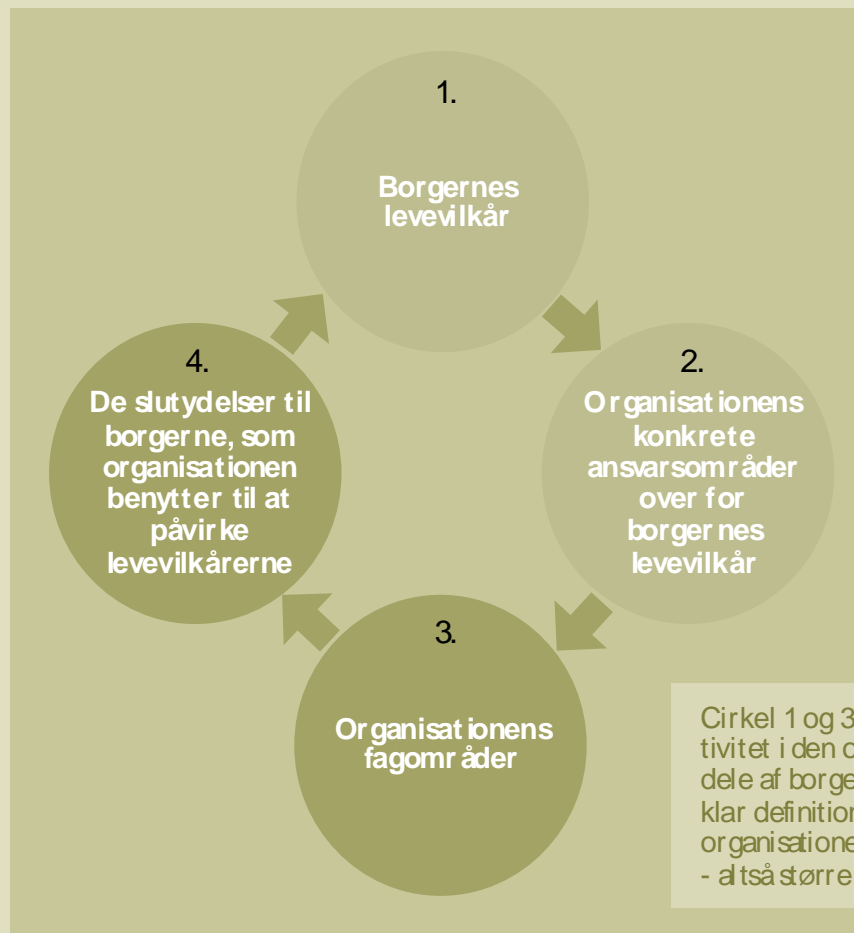 1.
Borgernes
levevilkår
2.
Organisationens
konkrete
ansvarsområder
over for
borgernes
levevilkår
3.
Organisationens
fagområder
4.
De slutydelser til
borgerne, som
organisationen
benytter til at
påvirke
levevilkårerne
Cirkel 1 og 3
tivitet i den o
dele af borge
klar definition
organisatione
- altså større